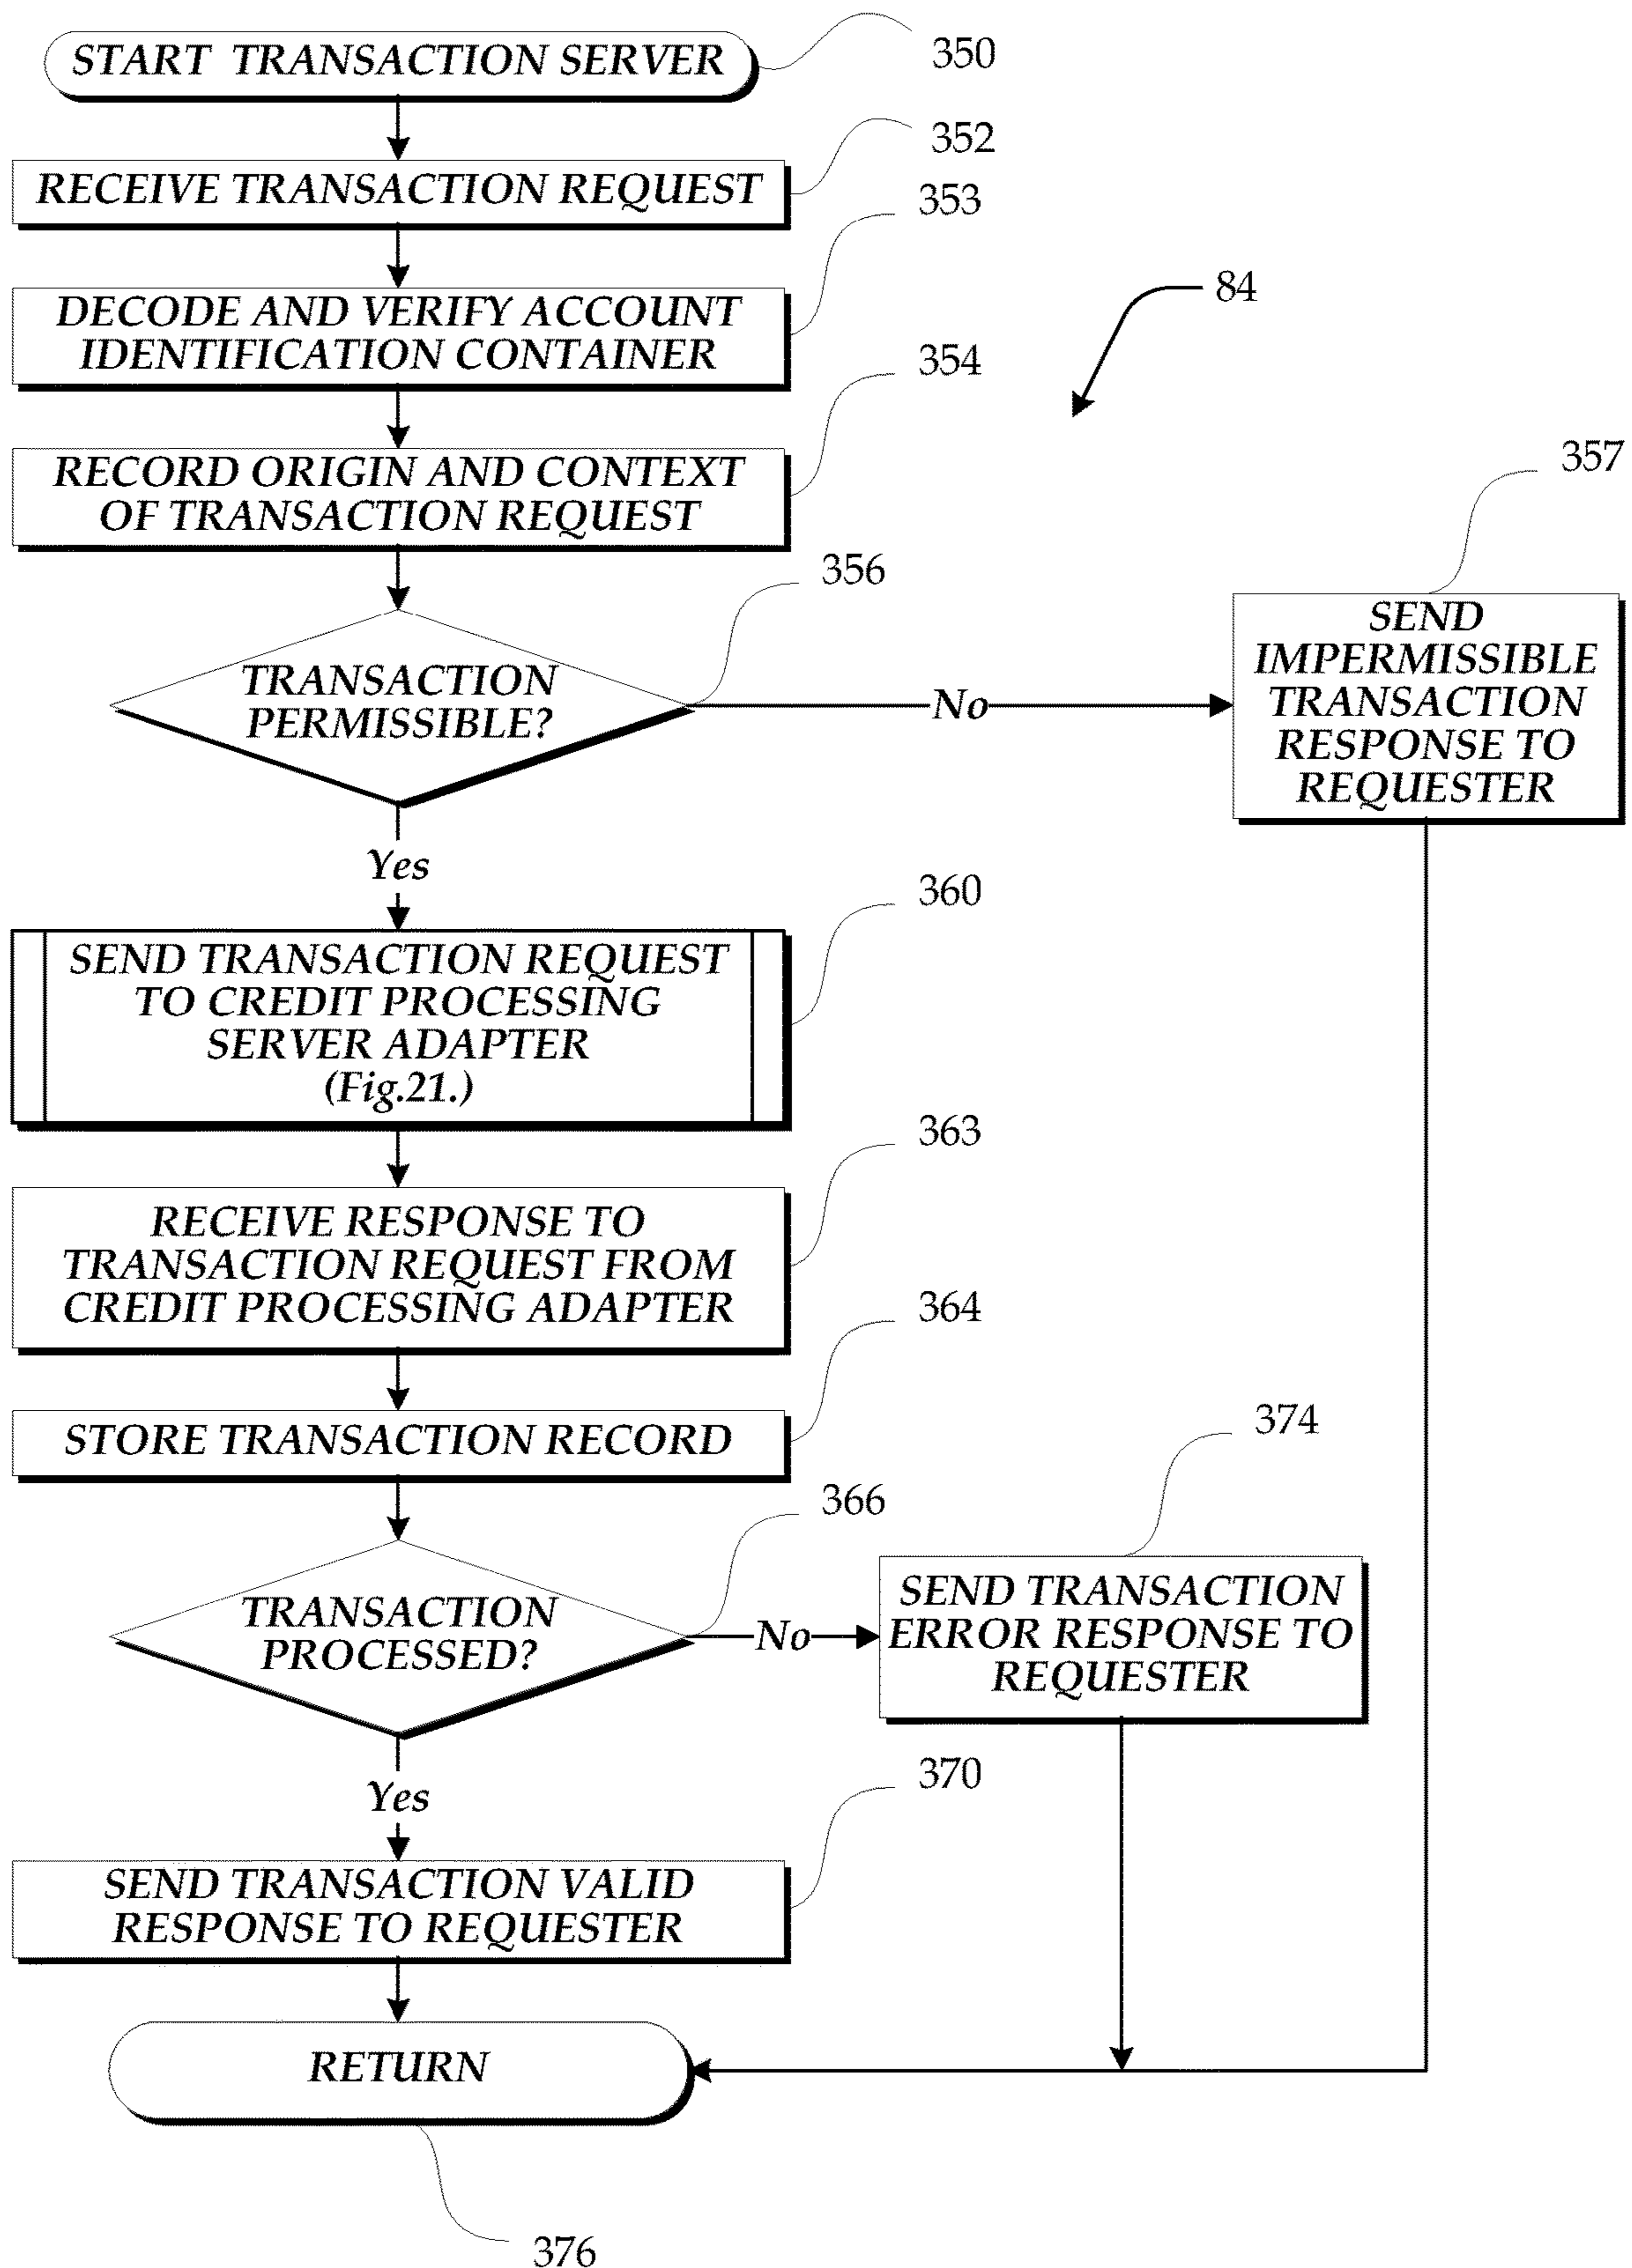 START TRANSACTION SERVER
350
352
RECEIVE TRANSACTION REQUEST
353
84
DECODE AND VERIFY ACCOUNT
IDENTIFICATION CONTAINER
354
357
RECORD ORIGIN AND CONTEXT
OF TRANSACTION REQUEST
356
SEND
IMPERMISSIBLE
TRANSACTION
RESPONSE TO
REQUESTER
TRANSACTION
PERMISSIBLE?
No
Yes
360
SEND TRANSACTION REQUEST
TO CREDIT PROCESSING
SERVER ADAPTER
(Fig.21.)
363
RECEIVE RESPONSE TO
TRANSACTION REQUEST FROM
CREDIT PROCESSING ADAPTER
364
STORE TRANSACTION RECORD
374
366
TRANSACTION
PROCESSED?
No
SEND TRANSACTION
ERROR RESPONSE TO
REQUESTER
Yes
370
SEND TRANSACTION VALID
RESPONSE TO REQUESTER
RETURN
376